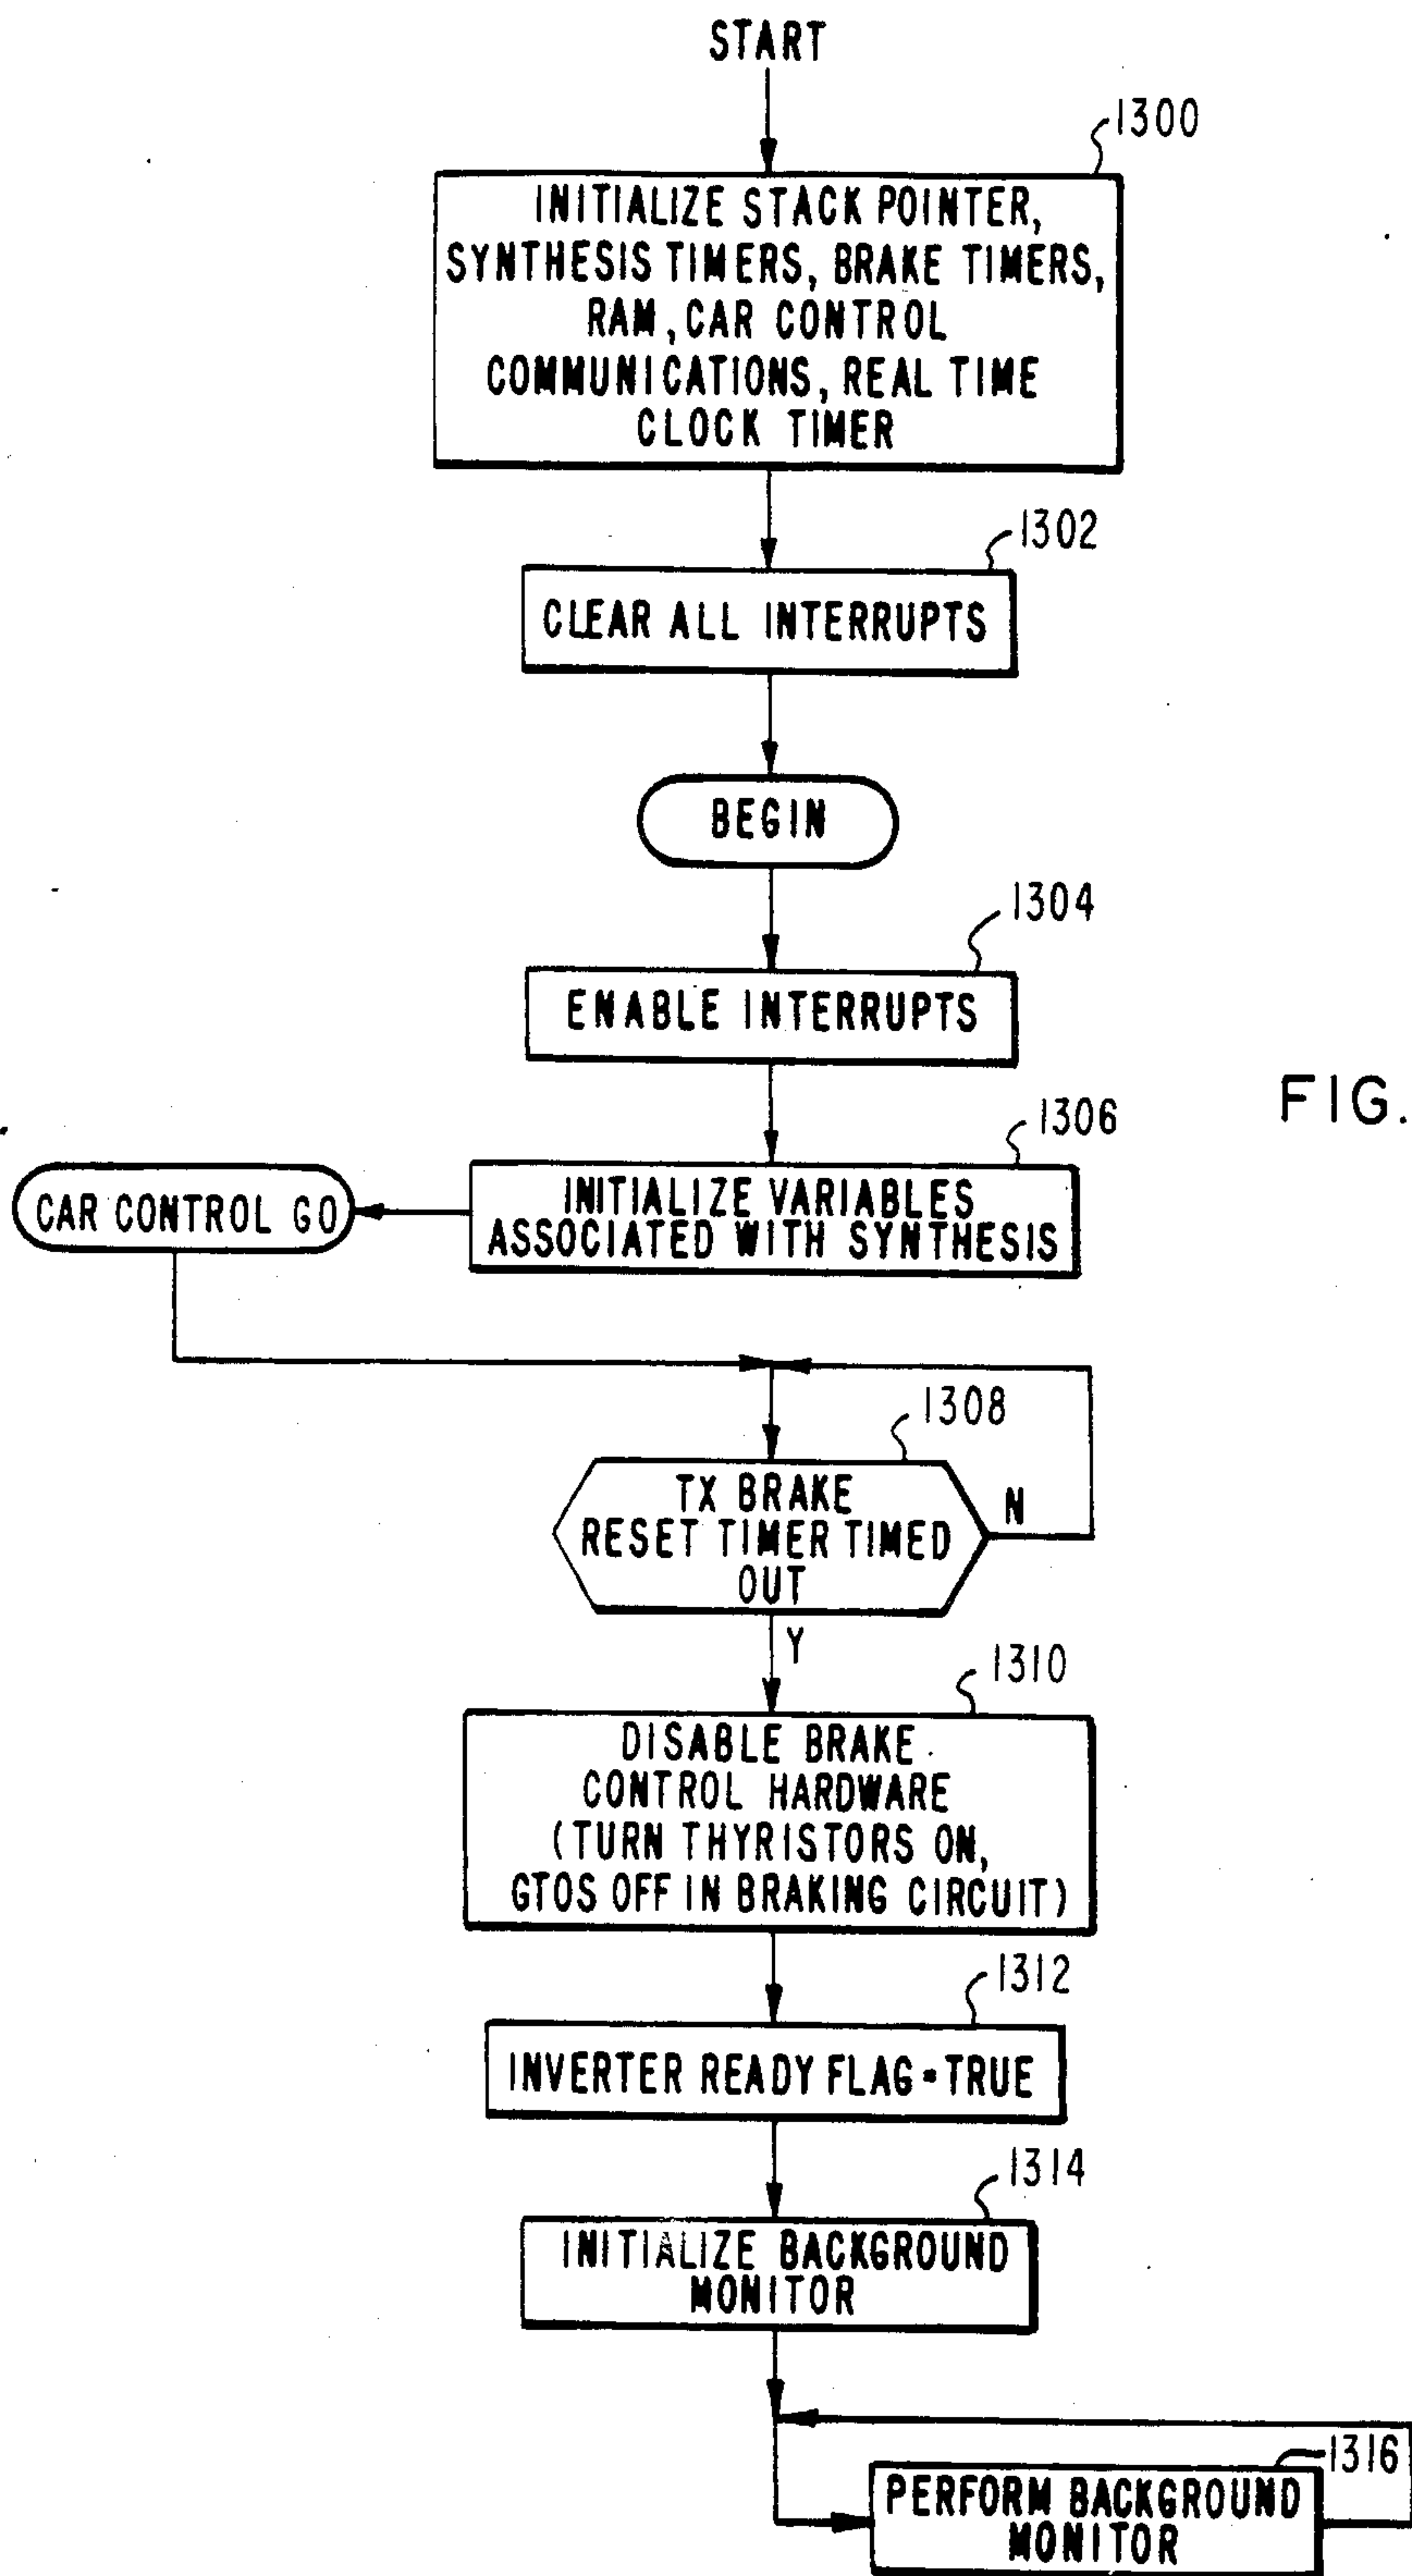 START
1300
INITIALIZE STACK POINTER,
SYNTHESIS TIMERS, BRAKE TIMERS,
RAM, CAR CONTROL
COMMUNICATIONS, REAL TIME
CLOCK TIMER
1302
CLEAR ALL INTERRUPTS
BEGIN
1304
ENABLE INTERRUPTS
FIG.
1306
INITIALIZE VARIABLES
ASSOCIATED WITH SYNTHESIS
CAR CONTROL GO
1308
TX BRAKE
RESET TIMER TIMED
OUT
N
Y
1310
DISABLE BRAKE
CONTROL HARDWARE
(TURN THYRISTORS ON,
GTOS OFF IN BRAKING CIRCUIT)
1312
INVERTER READY FLAG=TRUE
1314
INITIALIZE BACKGROUND
MONITOR
1316
PERFORM BACKGROUND
MONITOR